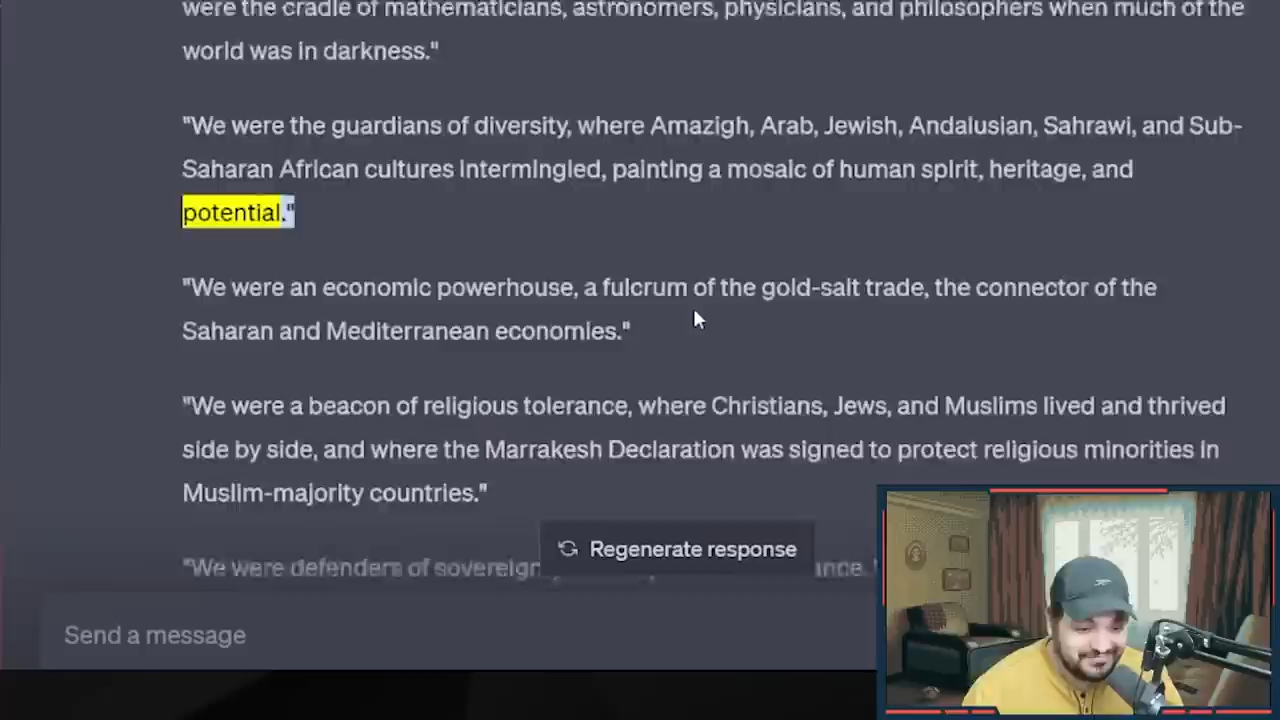 were the cradle of mathematicians, astronomers, physicians, and philosophers when much of the
world was in darkness."
"We were the guardians of diversity, where Amazigh, Arab, Jewish, Andalusian, Sahrawi, and Sub-
Saharan African cultures intermingled, painting a mosaic of human spirit, heritage, and
potential."
"We were an economic powerhouse, a fulcrum of the gold-salt trade, the connector of the
Saharan and Mediterranean economies."
"We were a beacon of religious tolerance, where Christians, Jews, and Muslims lived and thrived
side by side, and where the Marrakesh Declaration was signed to protect religious minorities in
Muslim-majority countries."
"We were defenders of
Regenerate response
Send a message